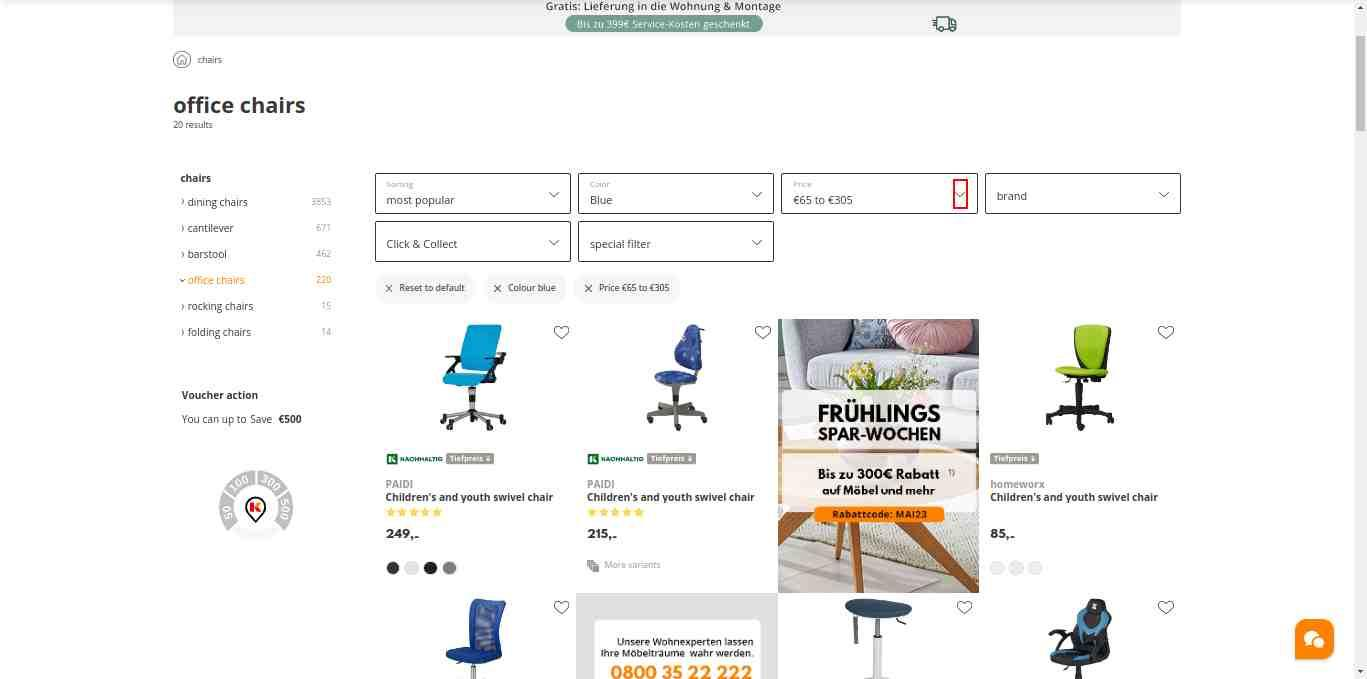 Gratis: Lieferung in die Wohnung & Montage
Bis zu 399€ Service-Kosten geschenkt
chairs
office chairs
20 results
chairs
dining chairs 3853
cantilever 671
barstool 462
office chairs 220
rocking chairs 15
folding chairs 14
Voucher action
You can up to Save €500
50 100 300 500
K
Sorting
most popular
Color
Blue
Price
€65 to €305
brand
Click & Collect
special filter
Reset to default
Colour blue
Price €65 to €305
NACHHALTIG Tiefpreis
PAIDI
Children's and youth swivel chair
249,-
NACHHALTIG Tiefpreis
PAIDI
Children's and youth swivel chair
215,-
More variants
FRÜHLINGS
SPAR-WOCHEN
Bis zu 300€ Rabatt 1)
auf Möbel und mehr
Rabattcode: MAI23
Tiefpreis
homeworx
Children's and youth swivel chair
85,-
Unsere Wohnexperten lassen
Ihre Möbelträume wahr werden.
0800 35 22 222